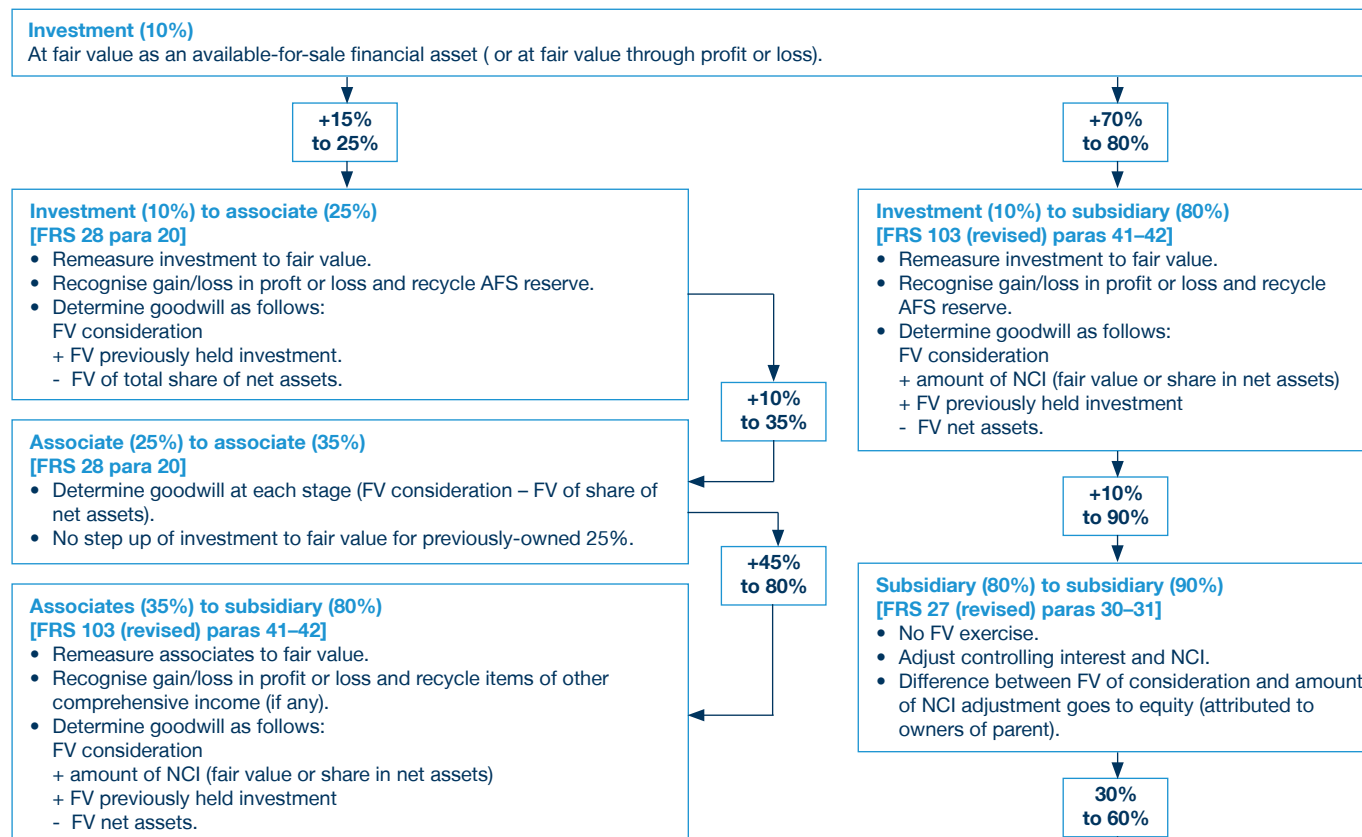 Investment (10%)
At fair value as an available-for-sale financial asset ( or at fair value through profit or loss).
+15%
to 25%
Investment (10%) to associate (25%)
[FRS 28 para 20]
• Remeasure investment to fair value.
• Recognise gain/loss in proft or loss and recycle AFS reserve.
• Determine goodwill as follows:
FV consideration
+ FV previously held investment.
- FV of total share of net assets.
+10%
to 35%
Associate (25%) to associate (35%)
[FRS 28 para 20]
• Determine goodwill at each stage (FV consideration – FV of share of
net assets).
• No step up of investment to fair value for previously-owned 25%.
+45%
to 80%
Associates (35%) to subsidiary (80%)
[FRS 103 (revised) paras 41–42]
• Remeasure associates to fair value.
• Recognise gain/loss in profit or loss and recycle items of other
comprehensive income (if any).
• Determine goodwill as follows:
FV consideration
+ amount of NCI (fair value or share in net assets)
+ FV previously held investment
- FV net assets.
+70%
to 80%
Investment (10%) to subsidiary (80%)
[FRS 103 (revised) paras 41–42]
• Remeasure investment to fair value.
• Recognise gain/loss in profit or loss and recycle
AFS reserve.
• Determine goodwill as follows:
FV consideration
+ amount of NCI (fair value or share in net assets)
+ FV previously held investment
- FV net assets.
+10%
to 90%
Subsidiary (80%) to subsidiary (90%)
[FRS 27 (revised) paras 30–31]
• No FV exercise.
• Adjust controlling interest and NCI.
• Difference between FV of consideration and amount
of NCI adjustment goes to equity (attributed to
owners of parent).
30%
to 60%